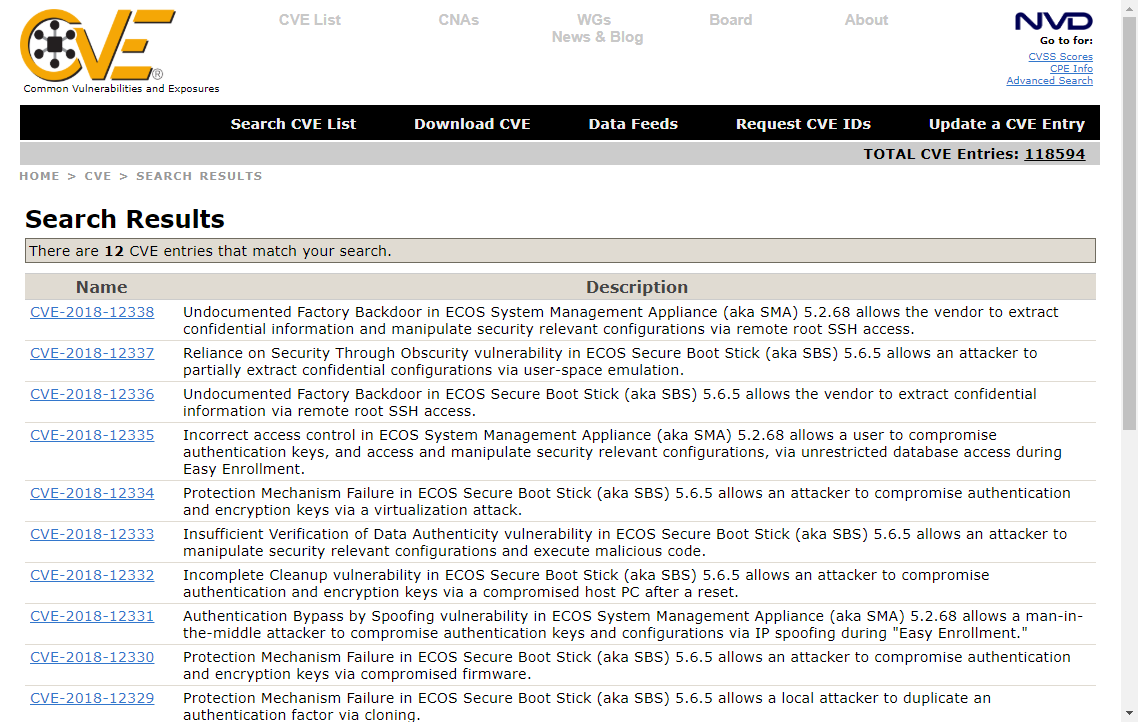 CVE
®
Common Vulnerabilities and Exposures
CVE List
CNAs
WGs
Board
About
News & Blog
NVD
Go to for:
CVSS Scores
CPE Info
Advanced Search
Search CVE List
Download CVE
Data Feeds
Request CVE IDs
Update a CVE Entry
TOTAL CVE Entries: 118594
HOME > CVE > SEARCH RESULTS
Search Results
There are 12 CVE entries that match your search.
Name
Description
CVE-2018-12338
Undocumented Factory Backdoor in ECOS System Management Appliance (aka SMA) 5.2.68 allows the vendor to extract
confidential information and manipulate security relevant configurations via remote root SSH access.
CVE-2018-12337
Reliance on Security Through Obscurity vulnerability in ECOS Secure Boot Stick (aka SBS) 5.6.5 allows an attacker to
partially extract confidential configurations via user-space emulation.
CVE-2018-12336
Undocumented Factory Backdoor in ECOS Secure Boot Stick (aka SBS) 5.6.5 allows the vendor to extract confidential
information via remote root SSH access.
CVE-2018-12335
Incorrect access control in ECOS System Management Appliance (aka SMA) 5.2.68 allows a user to compromise
authentication keys, and access and manipulate security relevant configurations, via unrestricted database access during
Easy Enrollment.
CVE-2018-12334
Protection Mechanism Failure in ECOS Secure Boot Stick (aka SBS) 5.6.5 allows an attacker to compromise authentication
and encryption keys via a virtualization attack.
CVE-2018-12333
Insufficient Verification of Data Authenticity vulnerability in ECOS Secure Boot Stick (aka SBS) 5.6.5 allows an attacker to
manipulate security relevant configurations and execute malicious code.
CVE-2018-12332
Incomplete Cleanup vulnerability in ECOS Secure Boot Stick (aka SBS) 5.6.5 allows an attacker to compromise
authentication and encryption keys via a compromised host PC after a reset.
CVE-2018-12331
Authentication Bypass by Spoofing vulnerability in ECOS System Management Appliance (aka SMA) 5.2.68 allows a man-in-
the-middle attacker to compromise authentication keys and configurations via IP spoofing during "Easy Enrollment."
CVE-2018-12330
Protection Mechanism Failure in ECOS Secure Boot Stick (aka SBS) 5.6.5 allows an attacker to compromise authentication
and encryption keys via compromised firmware.
CVE-2018-12329
Protection Mechanism Failure in ECOS Secure Boot Stick (aka SBS) 5.6.5 allows a local attacker to duplicate an
authentication factor via cloning.